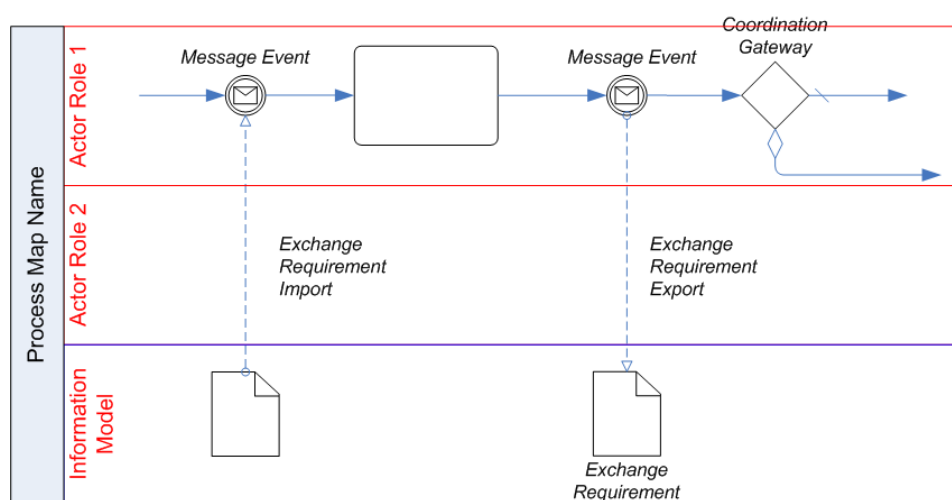 Process Map Name
Actor Role 1
Message Event
Message Event
Coordination
Gateway
Actor Role 2
Exchange
Requirement
Import
Exchange
Requirement
Export
Information
Model
Exchange
Requirement